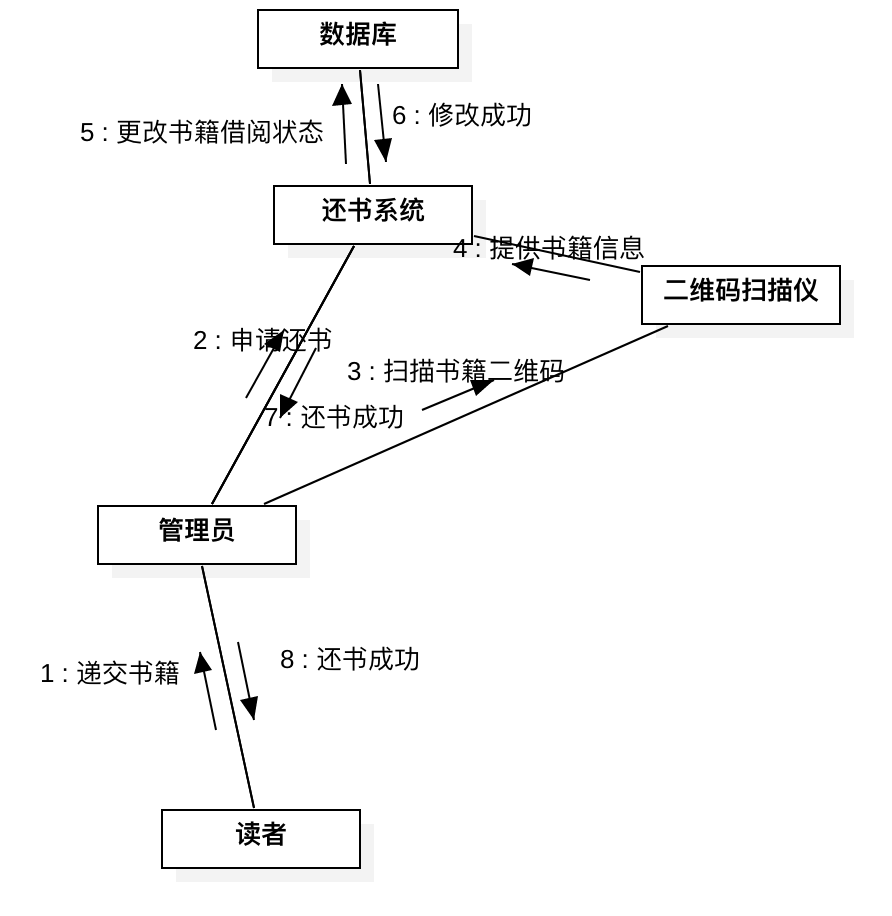 数据库
6 : 修改成功
5 : 更改书籍借阅状态
还书系统
4 : 提供书籍信息
二维码扫描仪
2 : 申请还书
3 : 扫描书籍二维码
7 : 还书成功
管理员
8 : 还书成功
1 : 递交书籍
读者